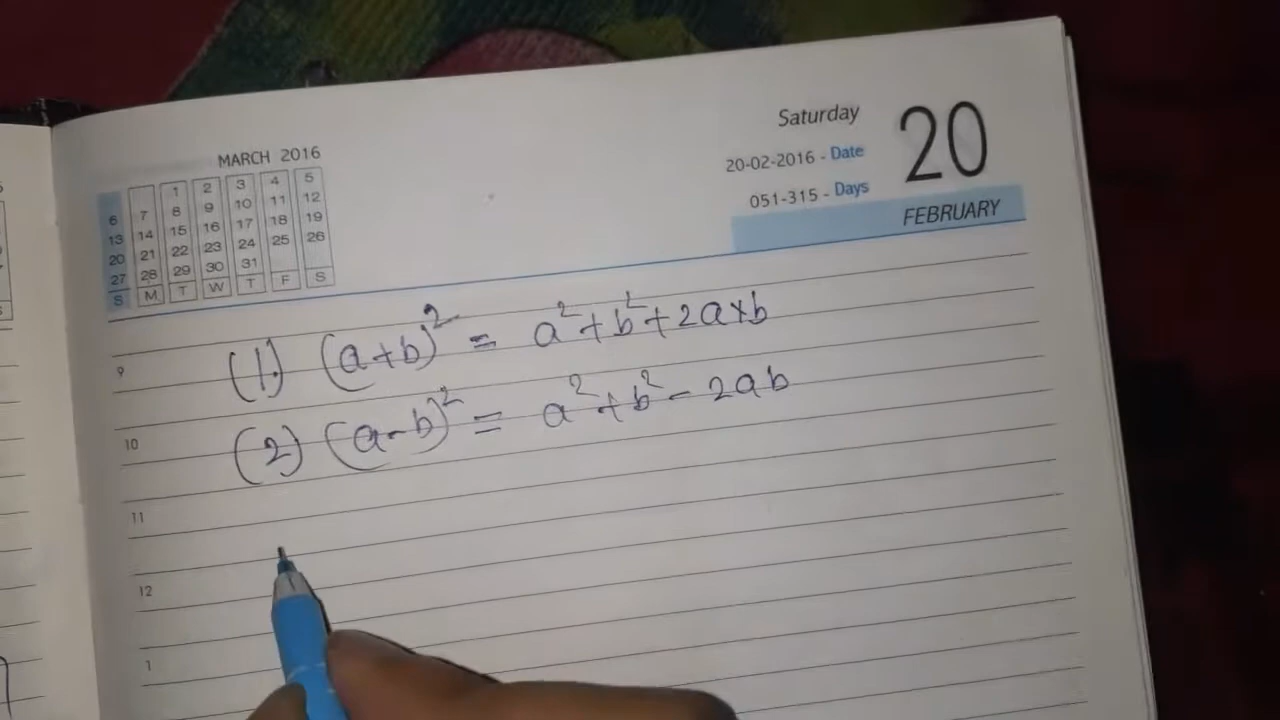 MARCH 2016
1 2 3 4 5
6 7 8 9 10 11 12
13 14 15 16 17 18 19
20 21 22 23 24 25 26
27 28 29 30 31
S M T W T F S
Saturday
20
20-02-2016 - Date
051-315 - Days
FEBRUARY
(1.) (a+b)² = a²+b²+2a×b
9
(2) (a-b)² = a²+b²-2ab
10
11
12
1